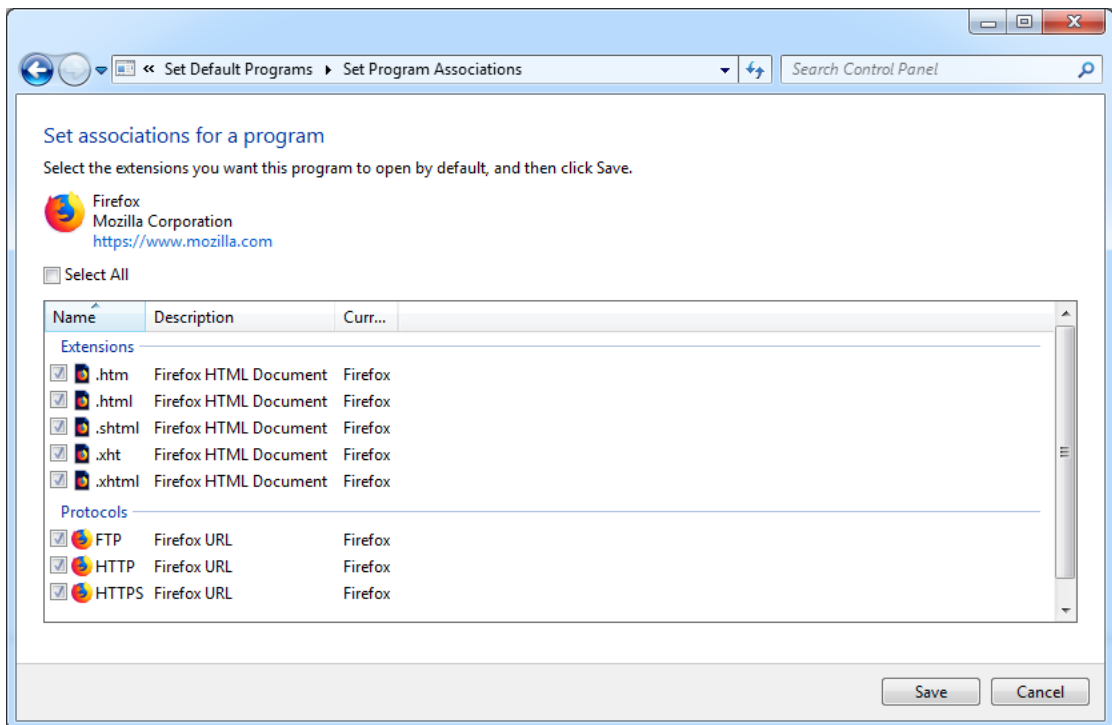 « Set Default Programs ▸ Set Program Associations Search Control Panel
Set associations for a program
Select the extensions you want this program to open by default, and then click Save.
Firefox
Mozilla Corporation
https://www.mozilla.com
Select All
Name Description Curr...
Extensions
.htm Firefox HTML Document Firefox
.html Firefox HTML Document Firefox
.shtml Firefox HTML Document Firefox
.xht Firefox HTML Document Firefox
.xhtml Firefox HTML Document Firefox
Protocols
FTP Firefox URL Firefox
HTTP Firefox URL Firefox
HTTPS Firefox URL Firefox
Save Cancel